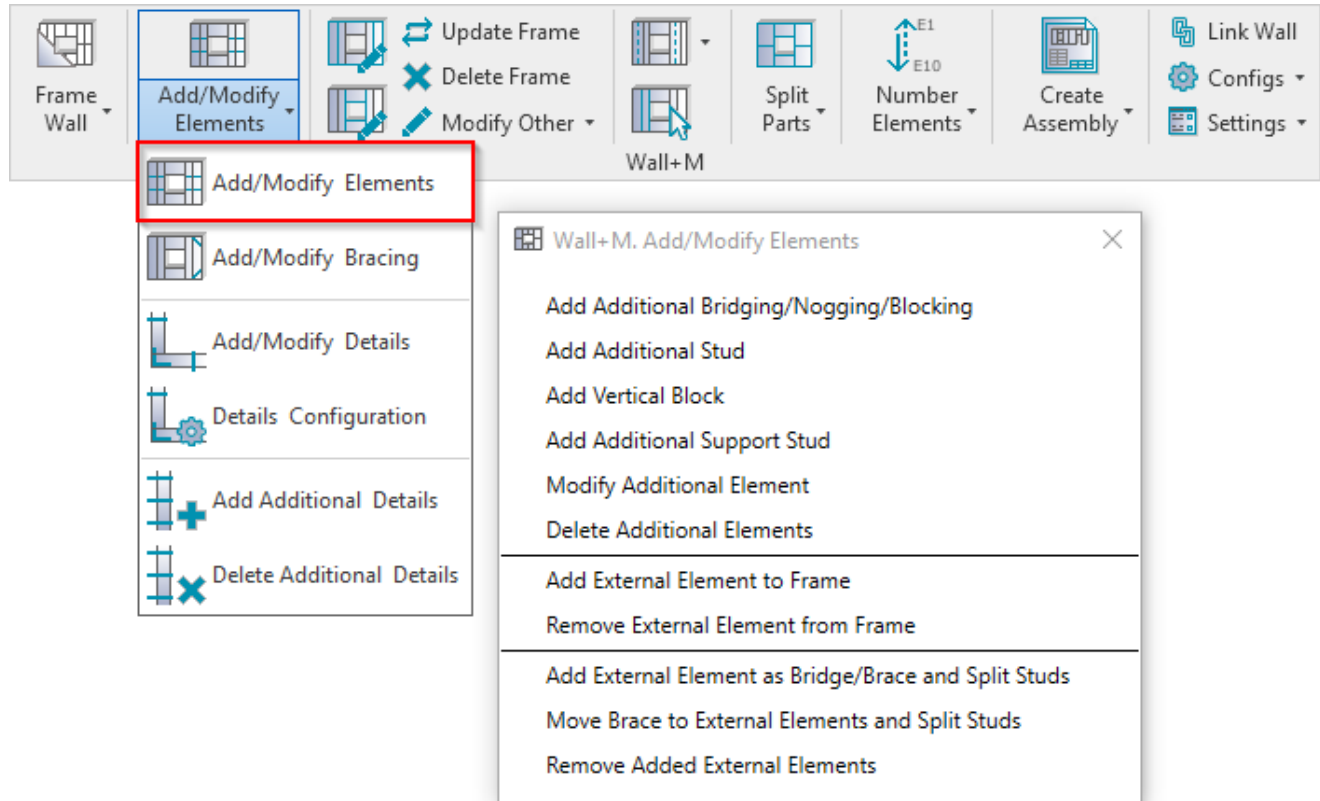 Frame
Wall
Add/Modify
Elements
Update Frame
Delete Frame
Modify Other
Split
Parts
E1
E10
Number
Elements
Create
Assembly
Link Wall
Configs
Settings
Wall+M
Add/Modify Elements
Add/Modify Bracing
Add/Modify Details
Details Configuration
Add Additional Details
Delete Additional Details
Wall+M. Add/Modify Elements
Add Additional Bridging/Nogging/Blocking
Add Additional Stud
Add Vertical Block
Add Additional Support Stud
Modify Additional Element
Delete Additional Elements
Add External Element to Frame
Remove External Element from Frame
Add External Element as Bridge/Brace and Split Studs
Move Brace to External Elements and Split Studs
Remove Added External Elements